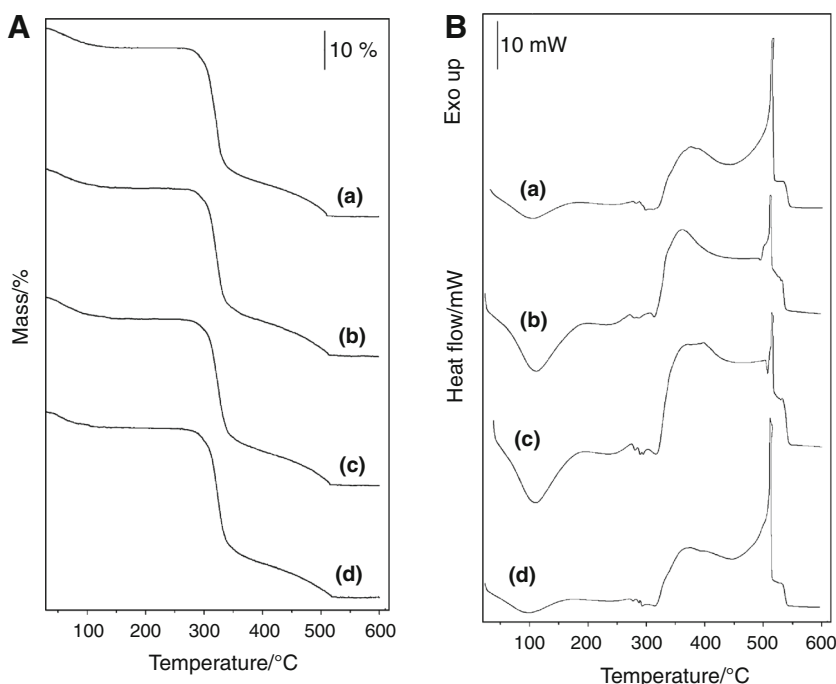 A
10 %
(a)
(b)
(c)
(d)
Mass/%
100 200 300 400 500 600
Temperature/°C
B
10 mW
Exo up
(a)
(b)
(c)
(d)
Heat flow/mW
100 200 300 400 500 600
Temperature/°C